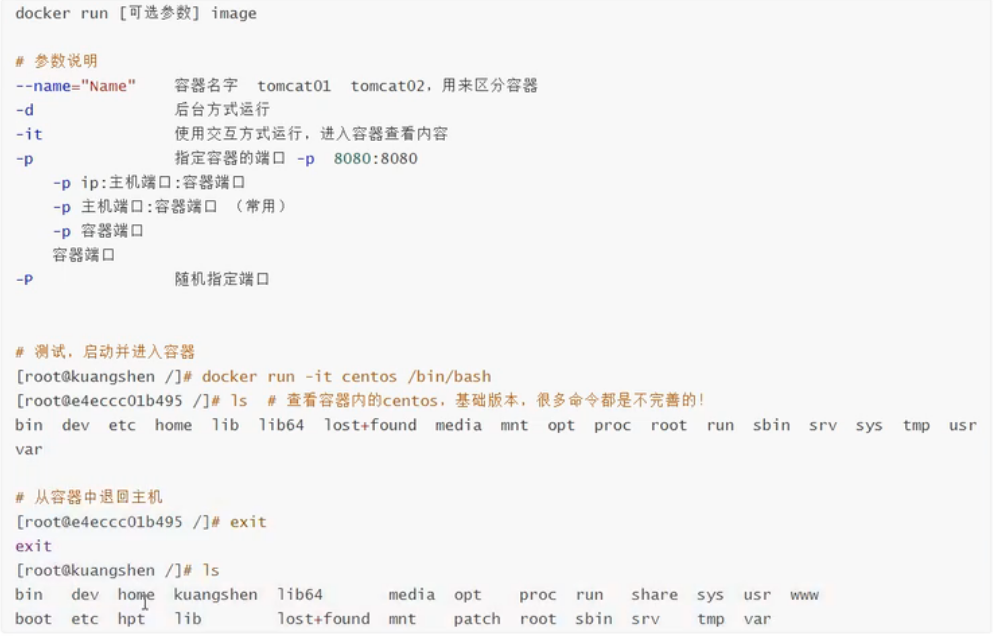 docker run [可选参数] image
# 参数说明
--name="Name" 容器名字 tomcat01 tomcat02，用来区分容器
-d 后台方式运行
-it 使用交互方式运行，进入容器查看内容
-p 指定容器的端口 -p 8080:8080
-p ip:主机端口:容器端口
-p 主机端口:容器端口 （常用）
-p 容器端口
容器端口
-P 随机指定端口
# 测试，启动并进入容器
[root@kuangshen /]# docker run -it centos /bin/bash
[root@e4eccc01b495 /]# ls # 查看容器内的centos，基础版本，很多命令都是不完善的！
bin dev etc home lib lib64 lost+found media mnt opt proc root run sbin srv sys tmp usr
var
# 从容器中退回主机
[root@e4eccc01b495 /]# exit
exit
[root@kuangshen /]# ls
bin dev home kuangshen lib64 media opt proc run share sys usr www
boot etc hpt lib lost+found mnt patch root sbin srv tmp var